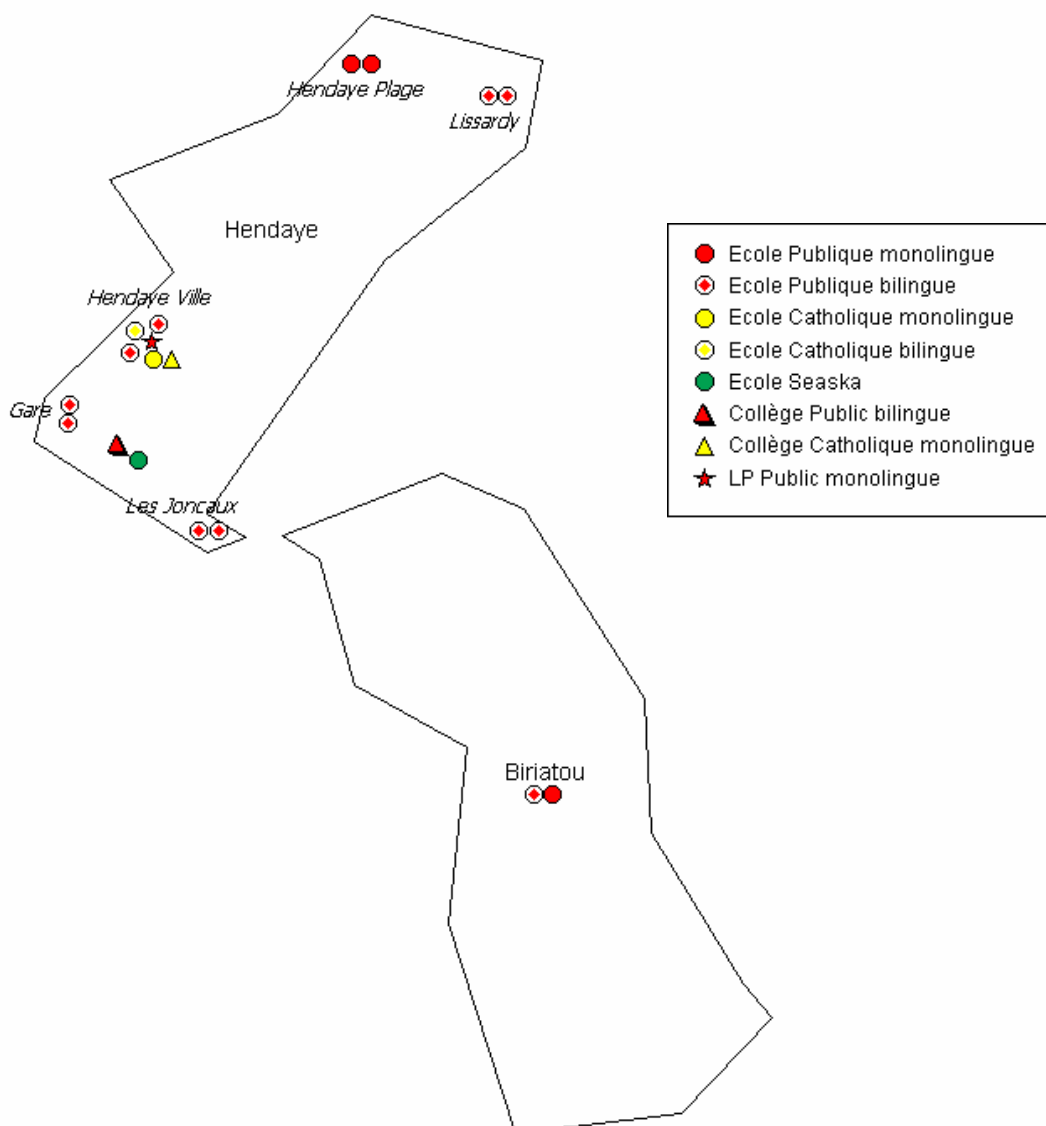 Hendaye Plage
Lissardy
Hendaye
Hendaye Ville
Gare
Les Joncaux
Biriatou
Ecole Publique monolingue
Ecole Publique bilingue
Ecole Catholique monolingue
Ecole Catholique bilingue
Ecole Seaska
Collège Public bilingue
Collège Catholique monolingue
LP Public monolingue